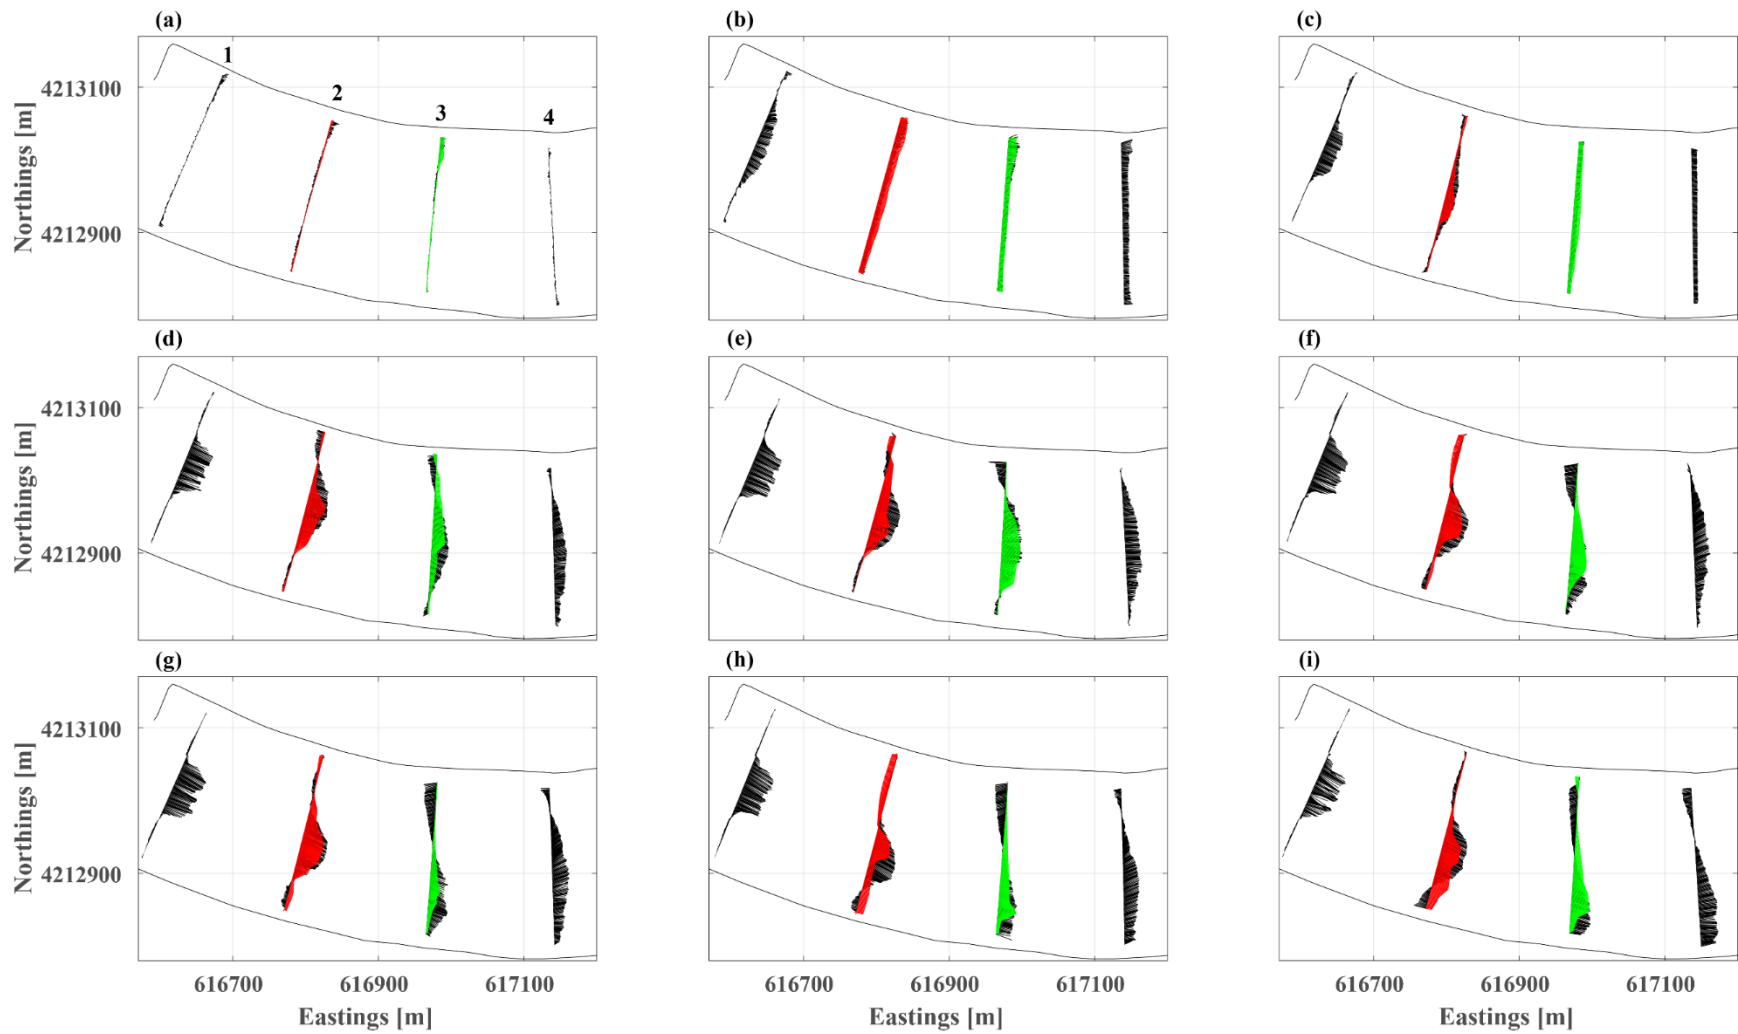 (a) (b) (c)
1
2
3
4
Northings [m]
4213100
4212900
(d) (e) (f)
Northings [m]
4213100
4212900
(g) (h) (i)
Northings [m]
4213100
4212900
616700 616900 617100 616700 616900 617100 616700 616900 617100
Eastings [m] Eastings [m] Eastings [m]